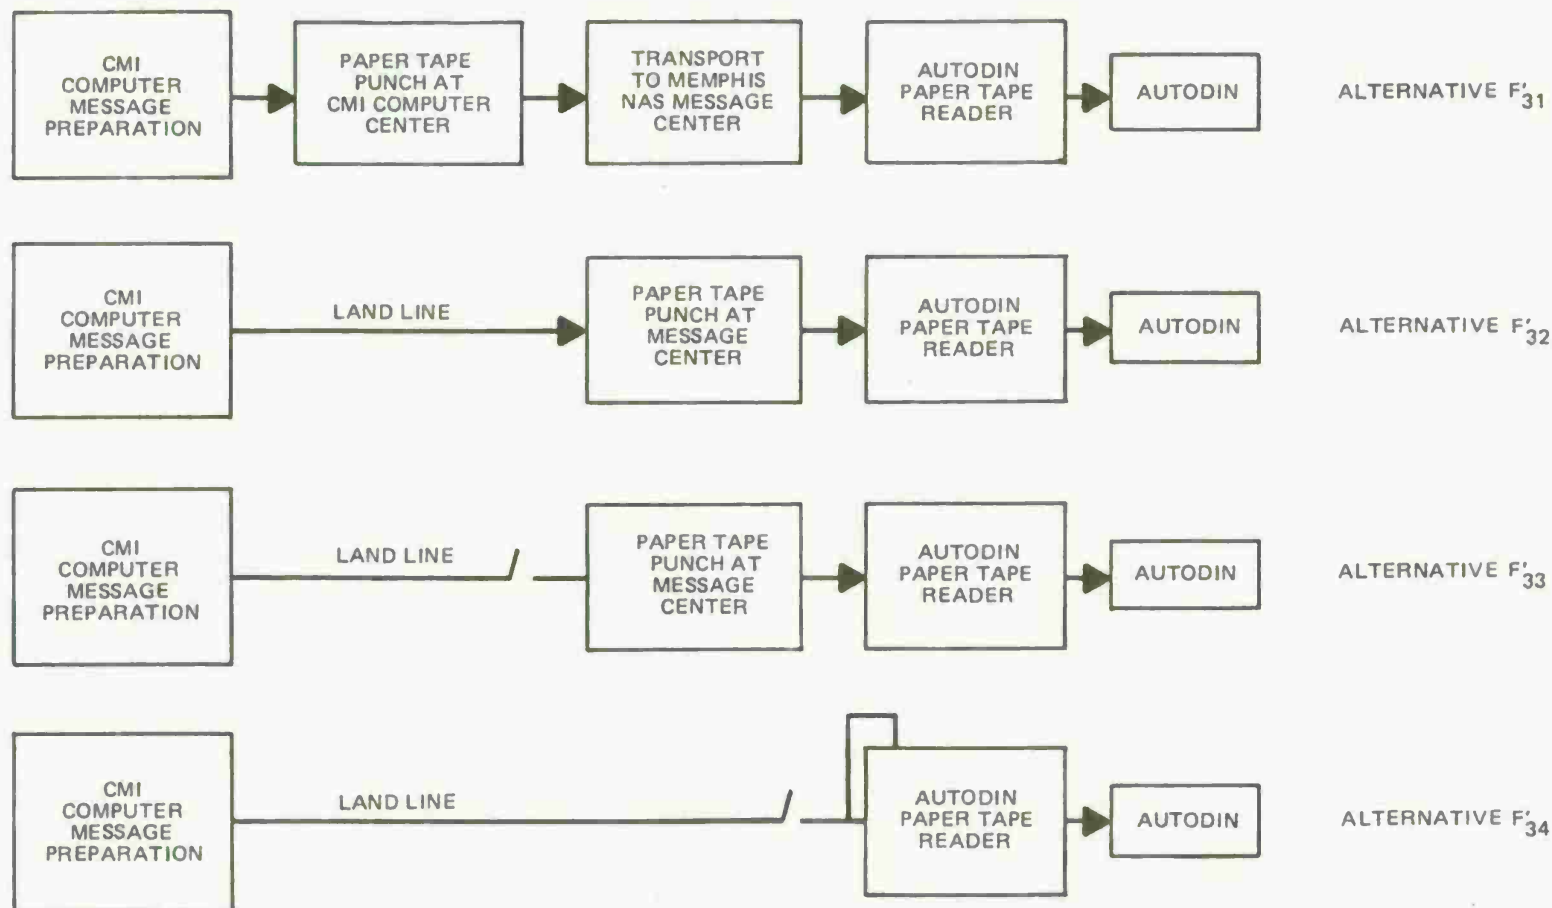 CMI
COMPUTER
MESSAGE
PREPARATION
PAPER TAPE
PUNCH AT
CMI COMPUTER
CENTER
TRANSPORT
TO MEMPHIS
NAS MESSAGE
CENTER
AUTODIN
PAPER TAPE
READER
AUTODIN
ALTERNATIVE F'31
CMI
COMPUTER
MESSAGE
PREPARATION
LAND LINE
PAPER TAPE
PUNCH AT
MESSAGE
CENTER
AUTODIN
PAPER TAPE
READER
AUTODIN
ALTERNATIVE F'32
CMI
COMPUTER
MESSAGE
PREPARATION
LAND LINE
PAPER TAPE
PUNCH AT
MESSAGE
CENTER
AUTODIN
PAPER TAPE
READER
AUTODIN
ALTERNATIVE F'33
CMI
COMPUTER
MESSAGE
PREPARATION
LAND LINE
AUTODIN
PAPER TAPE
READER
AUTODIN
ALTERNATIVE F'34